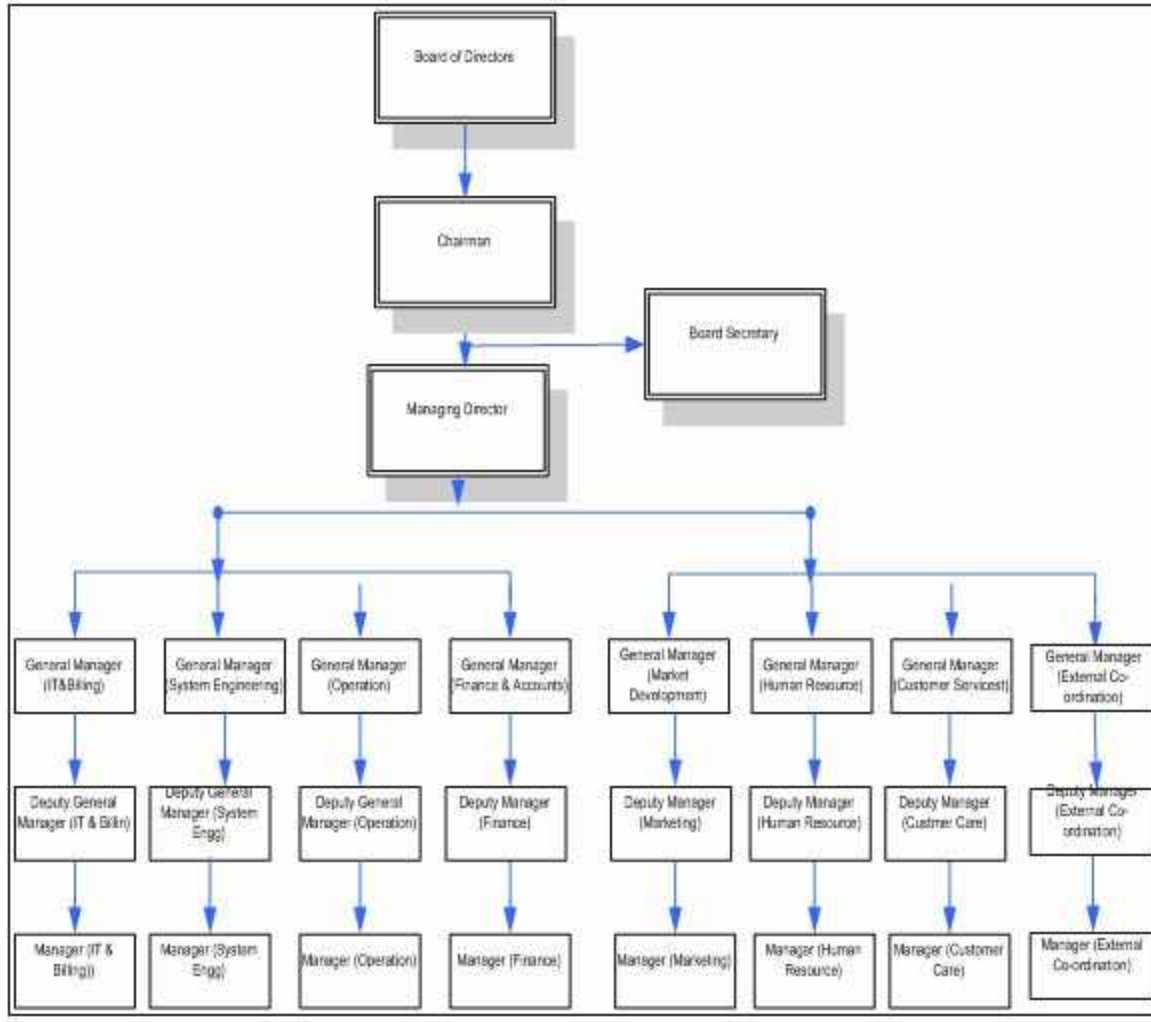 Board of Directors
Chairman
Board Secretary
Managing Director
General Manager
(IT&Billing)
General Manager
(System Engineering)
General Manager
(Operation)
General Manager
(Finance & Accounts)
General Manager
(Market
Development)
General Manager
(Human Resource)
General Manager
(Customer Servicest)
General Manager
(External Co-
ordination)
Deputy General
Manager (IT & Billin)
Deputy General
Manager (System
Engg)
Deputy General
Manager (Operation)
Deputy Manager
(Finance)
Deputy Manager
(Marketing)
Deputy Manager
(Human Resource)
Deputy Manager
(Custmer Care)
Deputy Manager
(External Co-
ordination)
Manager (IT &
Billing))
Manager (System
Engg)
Manager (Operation)
Manager (Finance)
Manager (Marketing)
Manager (Human
Resource)
Manager (Customer
Care)
Manager (External
Co-ordination)